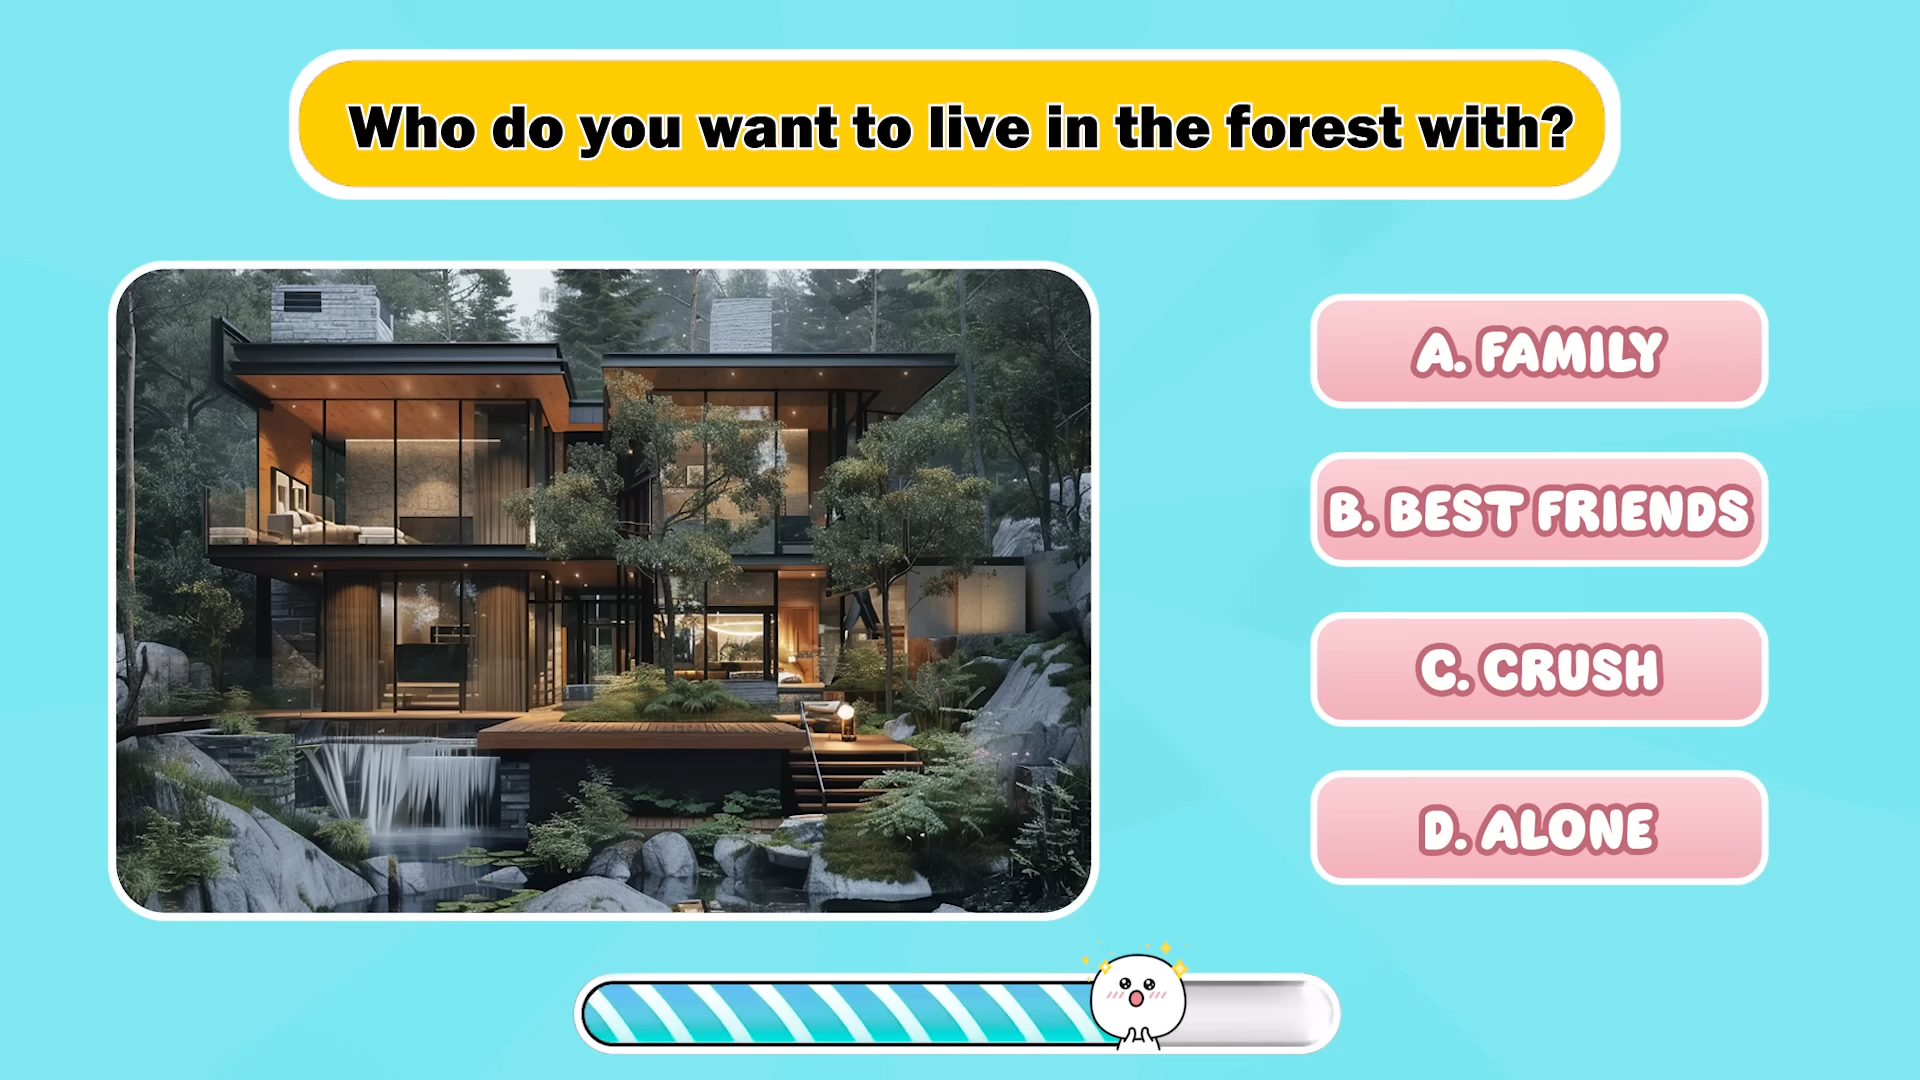 Who do you want to live in the forest with?
A. FAMILY
B. BEST FRIENDS
C. CRUSH
D. ALONE